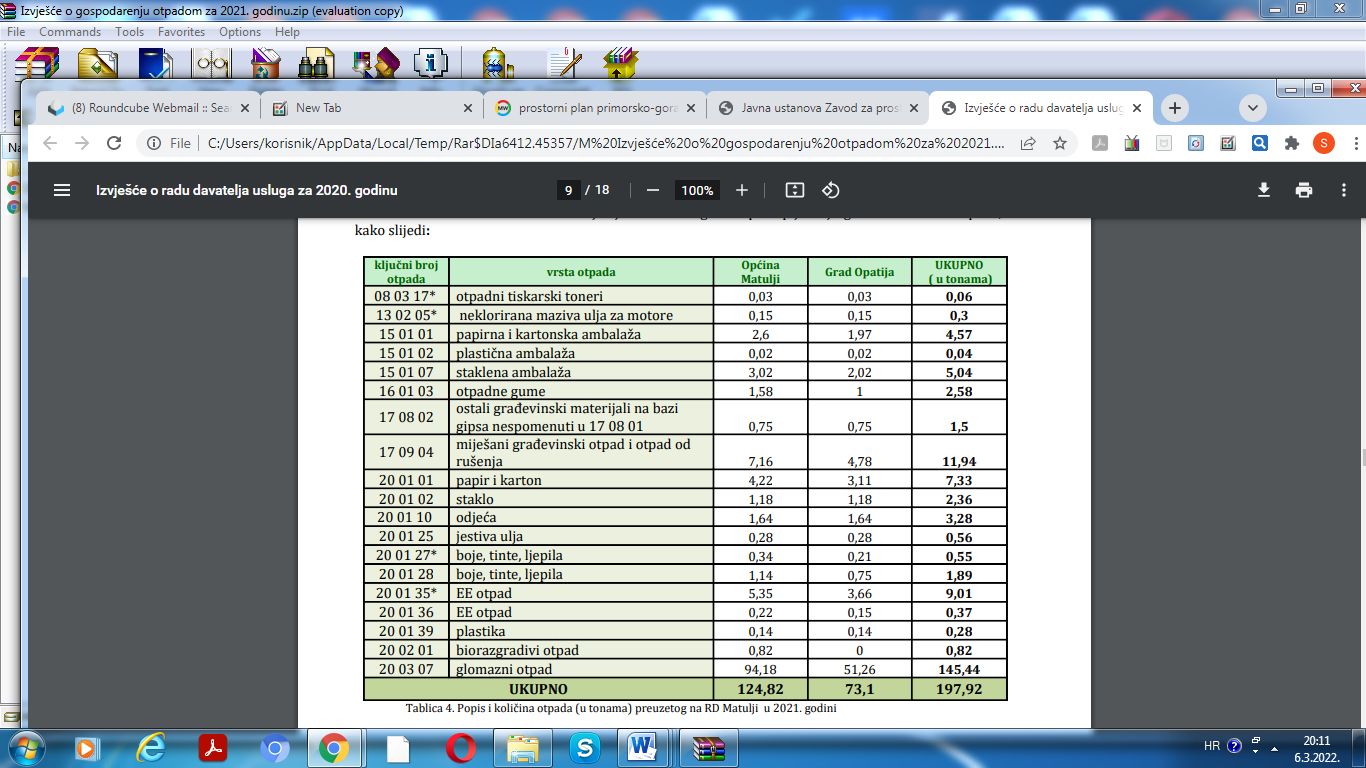 Izvješće o gospodarenju otpadom za 2021. godinu.zip (evaluation copy)
File Commands Tools Favorites Options Help
(8) Roundcube Webmail :: Sea
New Tab
prostorni plan primorsko-gora
Javna ustanova Zavod za pros
Izvješće o radu davatelja uslug
File C:/Users/korisnik/AppData/Local/Temp/Rar$DIa6412.45357/M%20Izvješće%20o%20gospodarenju%20otpadom%20za%202021....
S
Na
Izvješće o radu davatelja usluga za 2020. godinu
9 / 18
100%
kako slijedi:
ključni broj otpada vrsta otpada Općina Matulji Grad Opatija UKUPNO ( u tonama)
08 03 17* otpadni tiskarski toneri 0,03 0,03 0,06
13 02 05* neklorirana maziva ulja za motore 0,15 0,15 0,3
15 01 01 papirna i kartonska ambalaža 2,6 1,97 4,57
15 01 02 plastična ambalaža 0,02 0,02 0,04
15 01 07 staklena ambalaža 3,02 2,02 5,04
16 01 03 otpadne gume 1,58 1 2,58
17 08 02 ostali građevinski materijali na bazi
gipsa nespomenuti u 17 08 01 0,75 0,75 1,5
17 09 04 miješani građevinski otpad i otpad od
rušenja 7,16 4,78 11,94
20 01 01 papir i karton 4,22 3,11 7,33
20 01 02 staklo 1,18 1,18 2,36
20 01 10 odjeća 1,64 1,64 3,28
20 01 25 jestiva ulja 0,28 0,28 0,56
20 01 27* boje, tinte, ljepila 0,34 0,21 0,55
20 01 28 boje, tinte, ljepila 1,14 0,75 1,89
20 01 35* EE otpad 5,35 3,66 9,01
20 01 36 EE otpad 0,22 0,15 0,37
20 01 39 plastika 0,14 0,14 0,28
20 02 01 biorazgradivi otpad 0,82 0 0,82
20 03 07 glomazni otpad 94,18 51,26 145,44
UKUPNO 124,82 73,1 197,92
Tablica 4. Popis i količina otpada (u tonama) preuzetog na RD Matulji u 2021. godini
HR
20:11
6.3.2022.